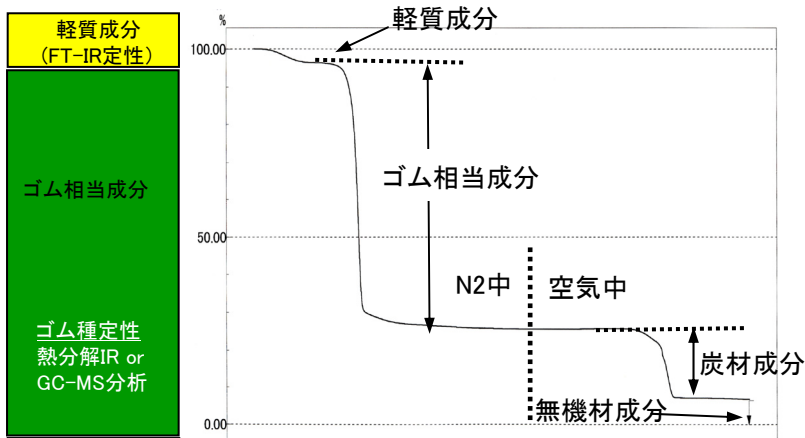 軽質成分
(FT-IR定性)
ゴム相当成分
ゴム種定性
熱分解IR or
GC-MS分析
%
100.00
50.00
0.00
軽質成分
ゴム相当成分
N2中
空気中
炭材成分
無機材成分